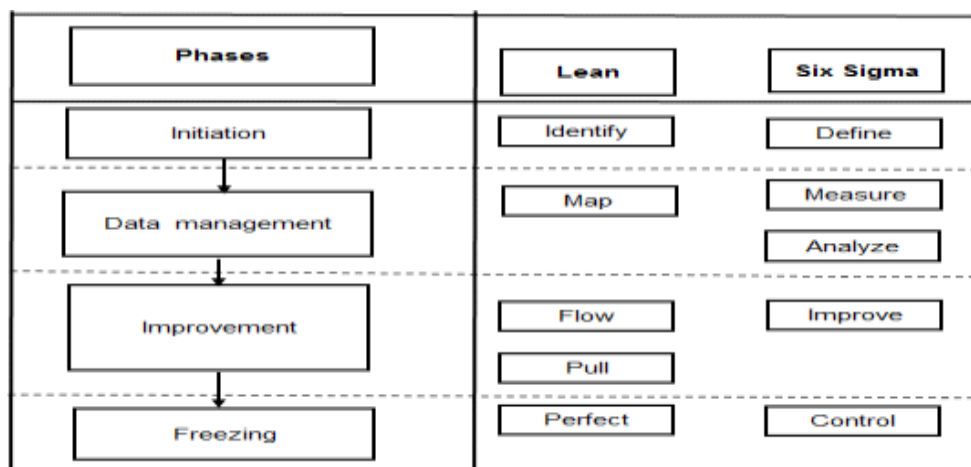 Phases
Lean
Six Sigma
Initiation
Identify
Define
Data management
Map
Measure
Analyze
Improvement
Flow
Improve
Pull
Freezing
Perfect
Control